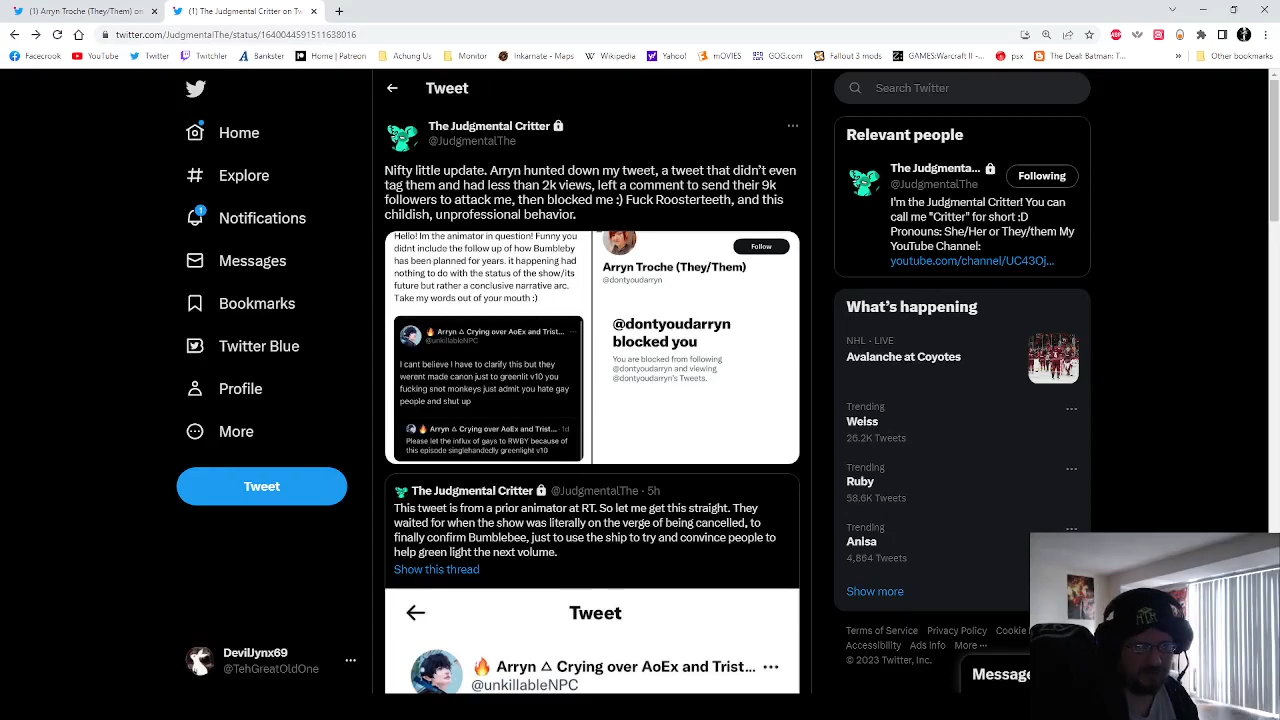 (1) Arryn Troche (They/Them) on
(1) The Judgmental Critter on Tw
twitter.com/JudgmentalThe/status/1640044591511638016
Facecrook
YouTube
Twitter
Twitchy
Bankster
Home | Patreon
Achung Us
Monitor
Inkarnate - Maps
Wikipedia
Yahoo!
mOVIES
GOG.com
Fallout 3 mods
GAMES:Warcraft II -...
psx
The Dea8 Batmen: T...
»
Other bookmarks
Home
Explore
1
Notifications
Messages
Bookmarks
Twitter Blue
Profile
More
Tweet
DevilJynx69
@TehGreatOldOne
Tweet
The Judgmental Critter
@JudgmentalThe
Nifty little update. Arryn hunted down my tweet, a tweet that didn't even
tag them and had less than 2k views, left a comment to send their 9k
followers to attack me, then blocked me :) Fuck Roosterteeth, and this
childish, unprofessional behavior.
Hello! Im the animator in question! Funny you
didnt include the follow up of how Bumbleby
has been planned for years. it happening had
nothing to do with the status of the show/its
future but rather a conclusive narrative arc.
Take my words out of your mouth :)
🔥 Arryn △ Crying over AoEx and Trist...
@unkillableNPC
I cant believe I have to clarify this but they
werent made canon just to greenlit v10 you
fucking snot monkeys just admit you hate gay
people and shut up
🔥 Arryn △ Crying over AoEx and Trist... · 1d
Please let the influx of gays to RWBY because of
this episode singlehandedly greenlight v10
Follow
Arryn Troche (They/Them)
@dontyoudarryn
@dontyoudarryn
blocked you
You are blocked from following
@dontyoudarryn and viewing
@dontyoudarryn's Tweets.
The Judgmental Critter @JudgmentalThe · 5h
This tweet is from a prior animator at RT. So let me get this straight. They
waited for when the show was literally on the verge of being cancelled, to
finally confirm Bumblebee, just to use the ship to try and convince people to
help green light the next volume.
Show this thread
Tweet
🔥 Arryn △ Crying over AoEx and Trist...
@unkillableNPC
Search Twitter
Relevant people
The Judgmenta...
@JudgmentalThe
Following
I'm the Judgmental Critter! You can
call me "Critter" for short :D
Pronouns: She/Her or They/them My
YouTube Channel:
youtube.com/channel/UC43Oj...
What's happening
NHL · LIVE
Avalanche at Coyotes
Trending
Weiss
26.2K Tweets
Trending
Ruby
58.6K Tweets
Trending
Anisa
4,864 Tweets
Show more
Terms of Service Privacy Policy Cookie
Accessibility Ads info More
© 2023 Twitter, Inc.
Message